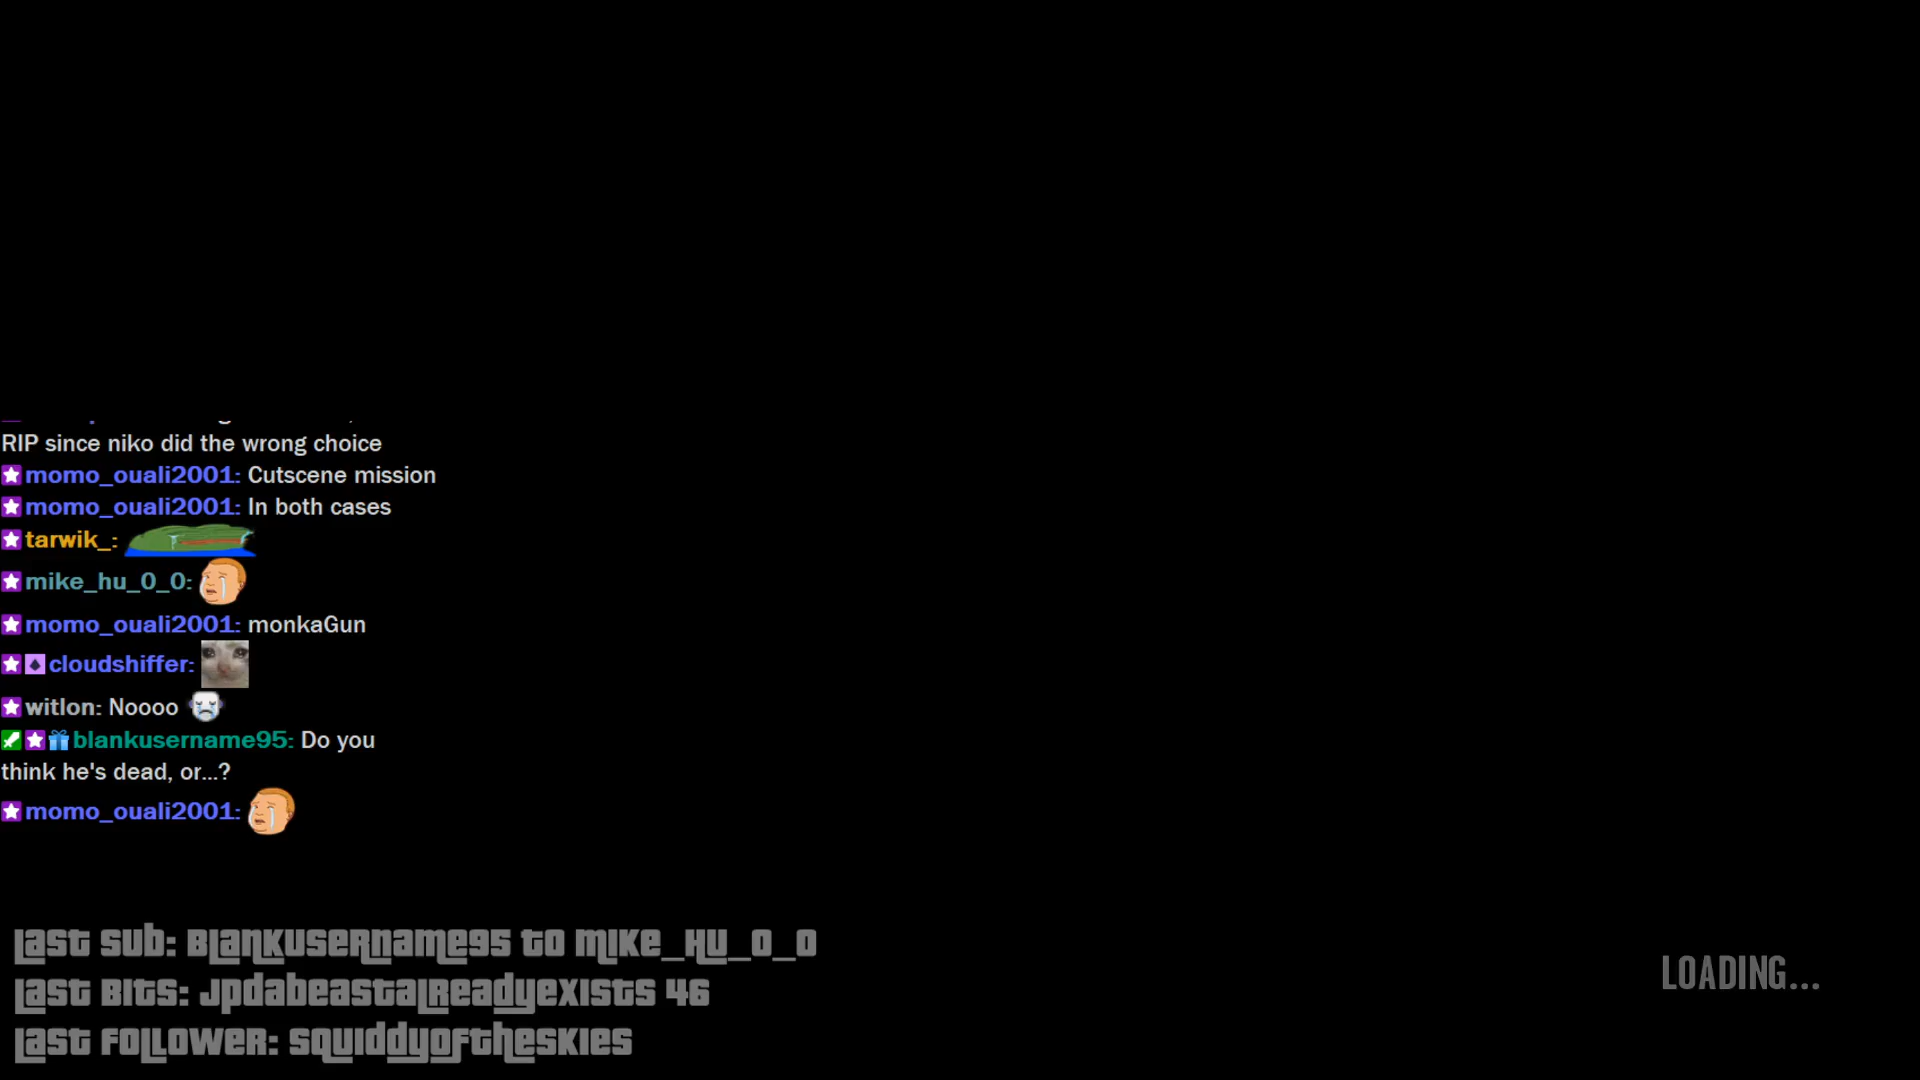 RIP since niko did the wrong choice
momo_ouali2001: Cutscene mission
momo_ouali2001: In both cases
tarwik_:
mike_hu_0_0:
momo_ouali2001: monkaGun
cloudshiffer:
witlon: Noooo
blankusername95: Do you
think he's dead, or...?
momo_ouali2001:
Last sub: Blankusername95 to mike_hu_0_0
Last Bits: Jpdabeastalreadyexists 46
Last Follower: squiddyoftheskies
LOADING...